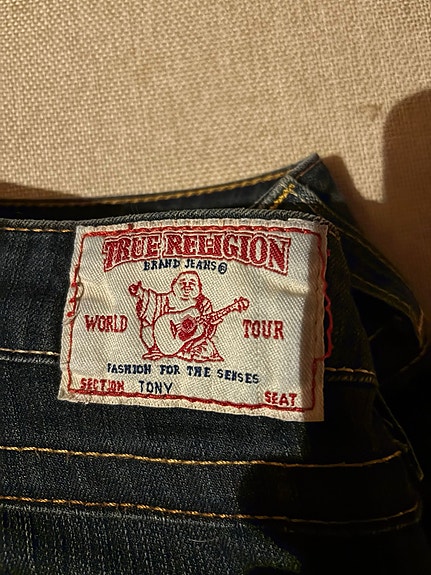 TRUE RELIGION
BRAND JEANS®
WORLD TOUR
FASHION FOR THE SENSES
SECTION TONY SEAT